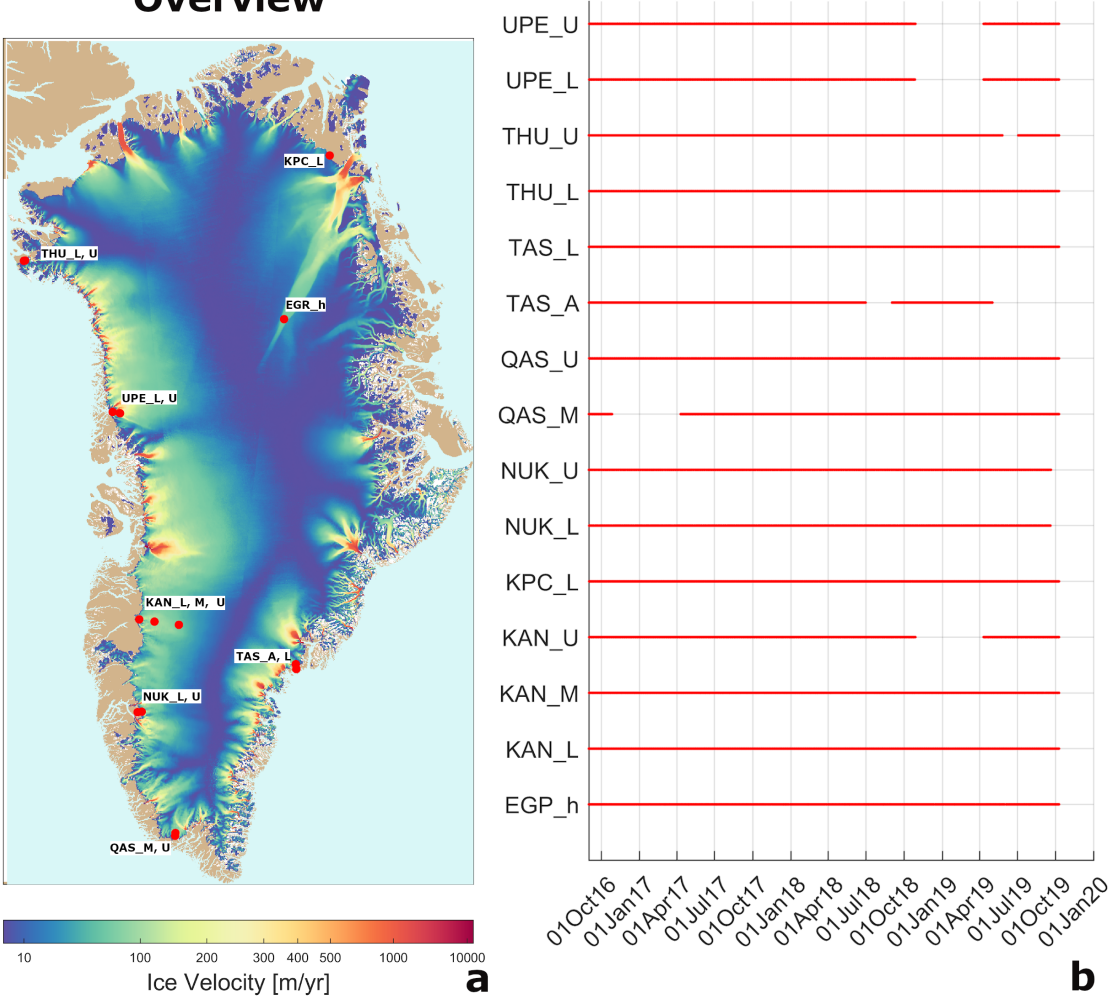 Overview
KPC_L
THU_L, U
EGR_h
UPE_L, U
KAN_L, M, U
TAS_A, L
NUK_L, U
QAS_M, U
10 100 200 300 400 500 1000 10000
Ice Velocity [m/yr]
a
UPE_U
UPE_L
THU_U
THU_L
TAS_L
TAS_A
QAS_U
QAS_M
NUK_U
NUK_L
KPC_L
KAN_U
KAN_M
KAN_L
EGP_h
01Oct16 01Jan17 01Apr17 01Jul17 01Oct17 01Jan18 01Apr18 01Jul18 01Oct18 01Jan19 01Apr19 01Jul19 01Oct19 01Jan20
b